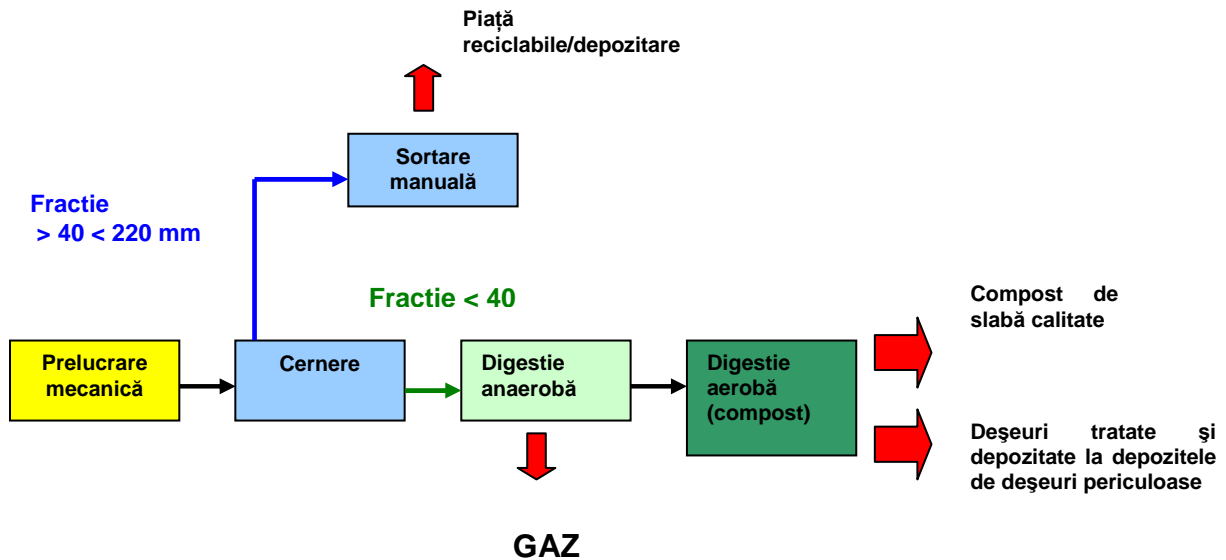 Piață
reciclabile/depozitare
Sortare
manuală
Fractie
> 40 < 220 mm
Fractie < 40
Compost de
slabă calitate
Prelucrare
mecanică
Cernere
Digestie
anaerobă
Digestie
aerobă
(compost)
Deşeuri tratate şi
depozitate la depozitele
de deşeuri periculoase
GAZ